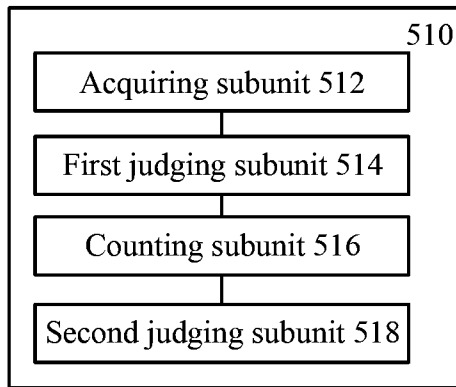 510
Acquiring subunit 512
First judging subunit 514
Counting subunit 516
Second judging subunit 518